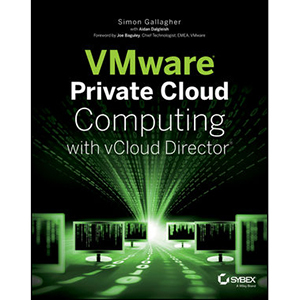 Simon Gallagher
with Aidan Dalgleish
Foreword by Joe Baguley, Chief Technologist, EMEA, VMware
VMware®
Private Cloud
Computing
with vCloud Director
SYBEX
A Wiley Brand